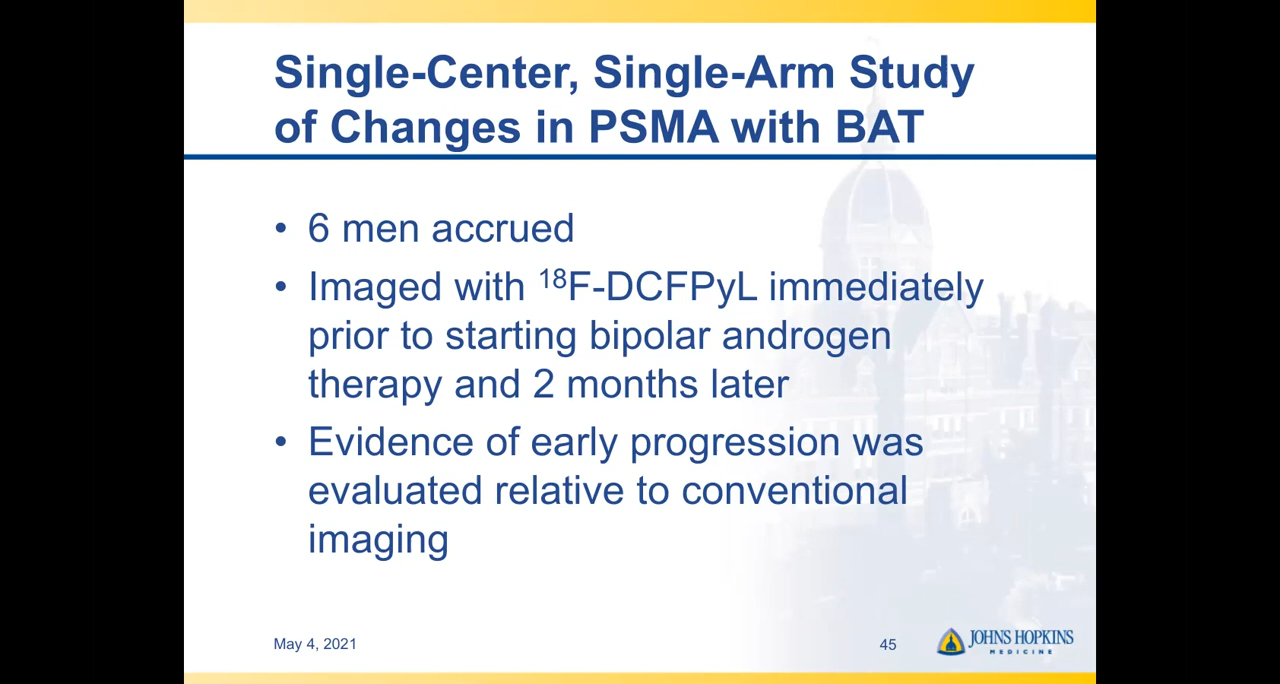 Single-Center, Single-Arm Study
of Changes in PSMA with BAT
• 6 men accrued
• Imaged with ¹⁸F-DCFPyL immediately
prior to starting bipolar androgen
therapy and 2 months later
• Evidence of early progression was
evaluated relative to conventional
imaging
May 4, 2021
45
JOHNS HOPKINS
MEDICINE